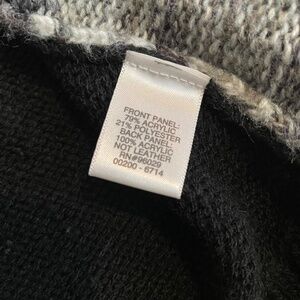 FRONT PANEL:
79% ACRYLIC
21% POLYESTER
BACK PANEL:
100% ACRYLIC
NOT LEATHER
RN#96029
00200 - 6714